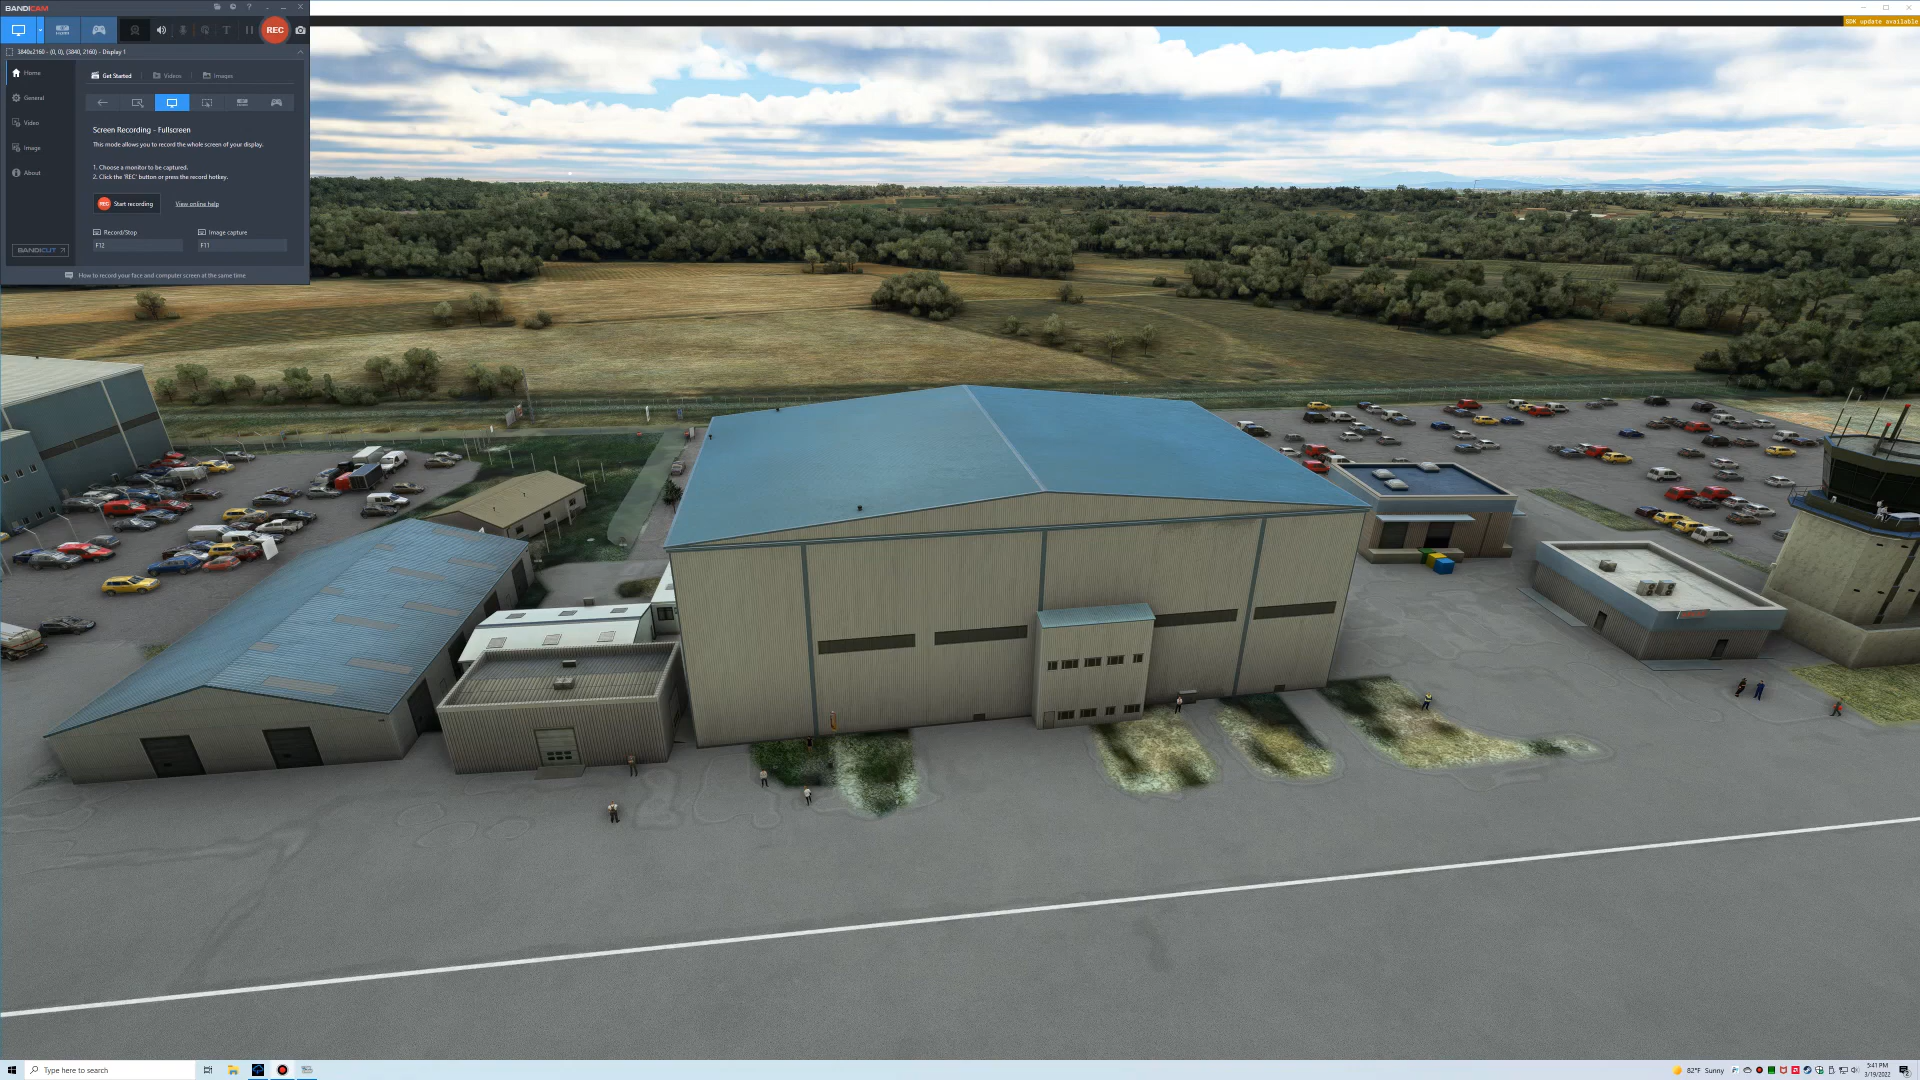 BANDICAM
REC
SDK update available
3840x2160 - (0, 0), (3840, 2160) - Display 1
Home
Get Started
Videos
Images
General
Video
Image
About
Screen Recording - Fullscreen
This mode allows you to record the whole screen of your display.
1. Choose a monitor to be captured.
2. Click the 'REC' button or press the record hotkey.
REC Start recording
View online help
Record/Stop
Image capture
F12
F11
BANDICUT
How to record your face and computer screen at the same time
Type here to search
82°F Sunny
5:41 PM
3/19/2022